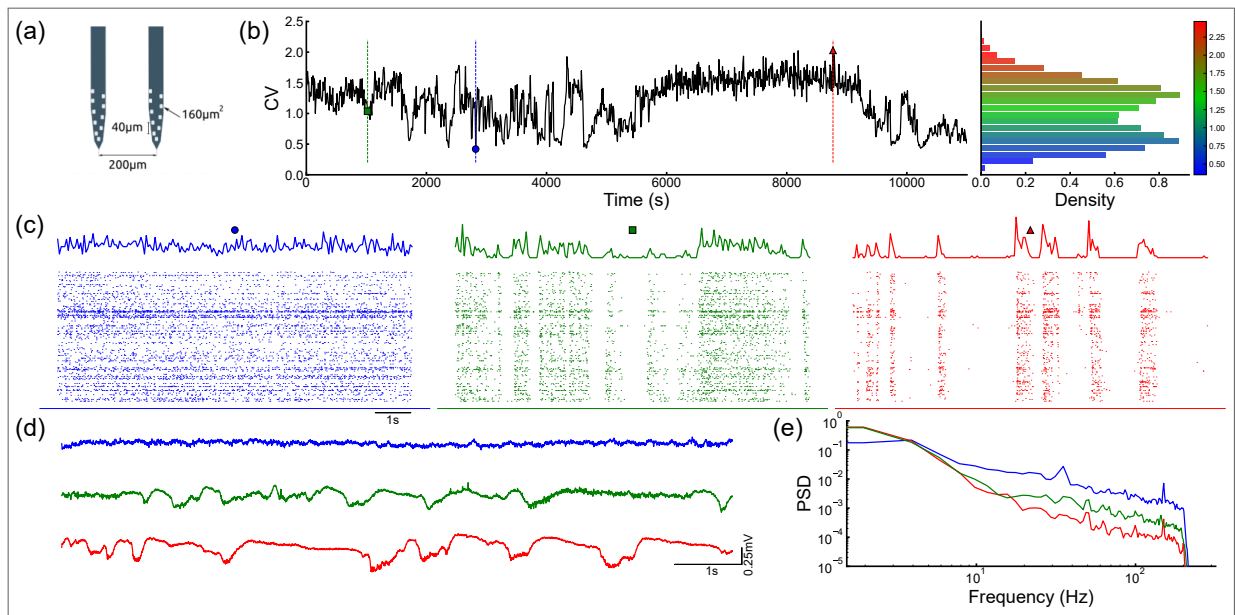 (a)
160µm²
40µm
200µm
(b)
CV
2.5
2.0
1.5
1.0
0.5
0.0
0 2000 4000 6000 8000 10000
Time (s)
0.0 0.2 0.4 0.6 0.8
Density
2.25
2.00
1.75
1.50
1.25
1.00
0.75
0.50
(c)
1s
(d)
1s
0.25mV
(e)
PSD
0
10⁰
10⁻¹
10⁻²
10⁻³
10⁻⁴
10⁻⁵
10¹ 10²
Frequency (Hz)